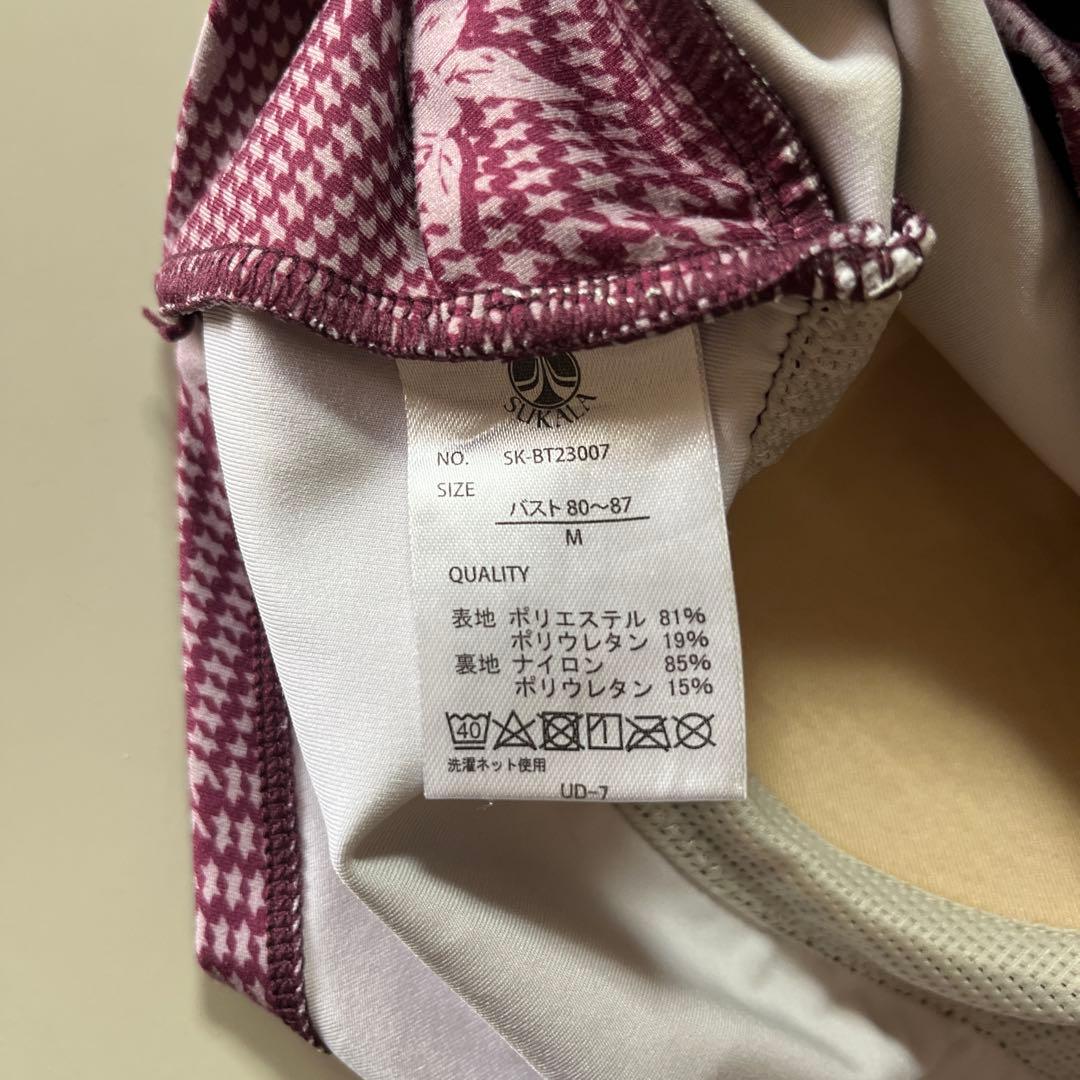 SUKALA
NO. SK-BT23007
SIZE
バスト 80〜87
M
QUALITY
表地 ポリエステル 81%
ポリウレタン 19%
裏地 ナイロン 85%
ポリウレタン 15%
40
洗濯ネット使用
UD-7